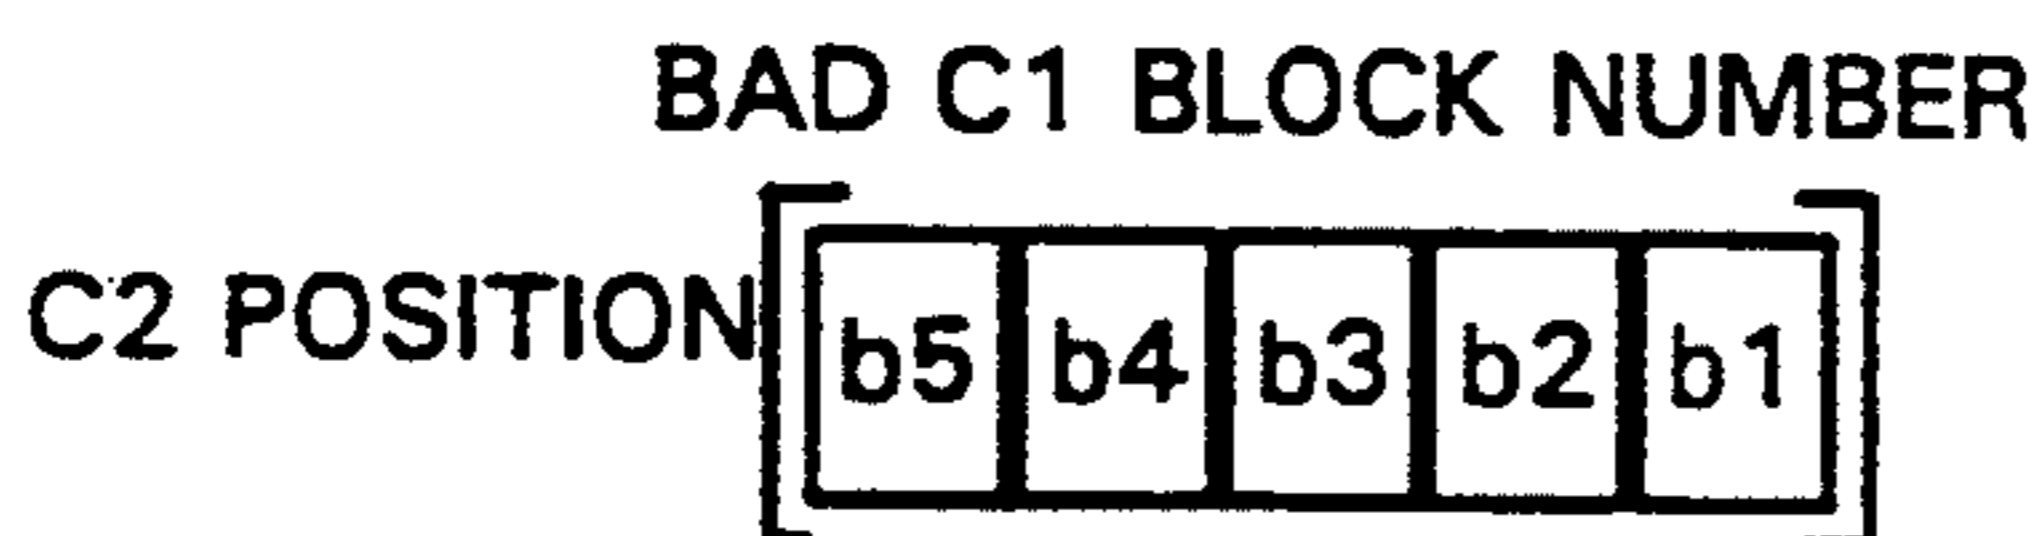 BAD C1 BLOCK NUMBER
C2 POSITION b5 b4 b3 b2 b1